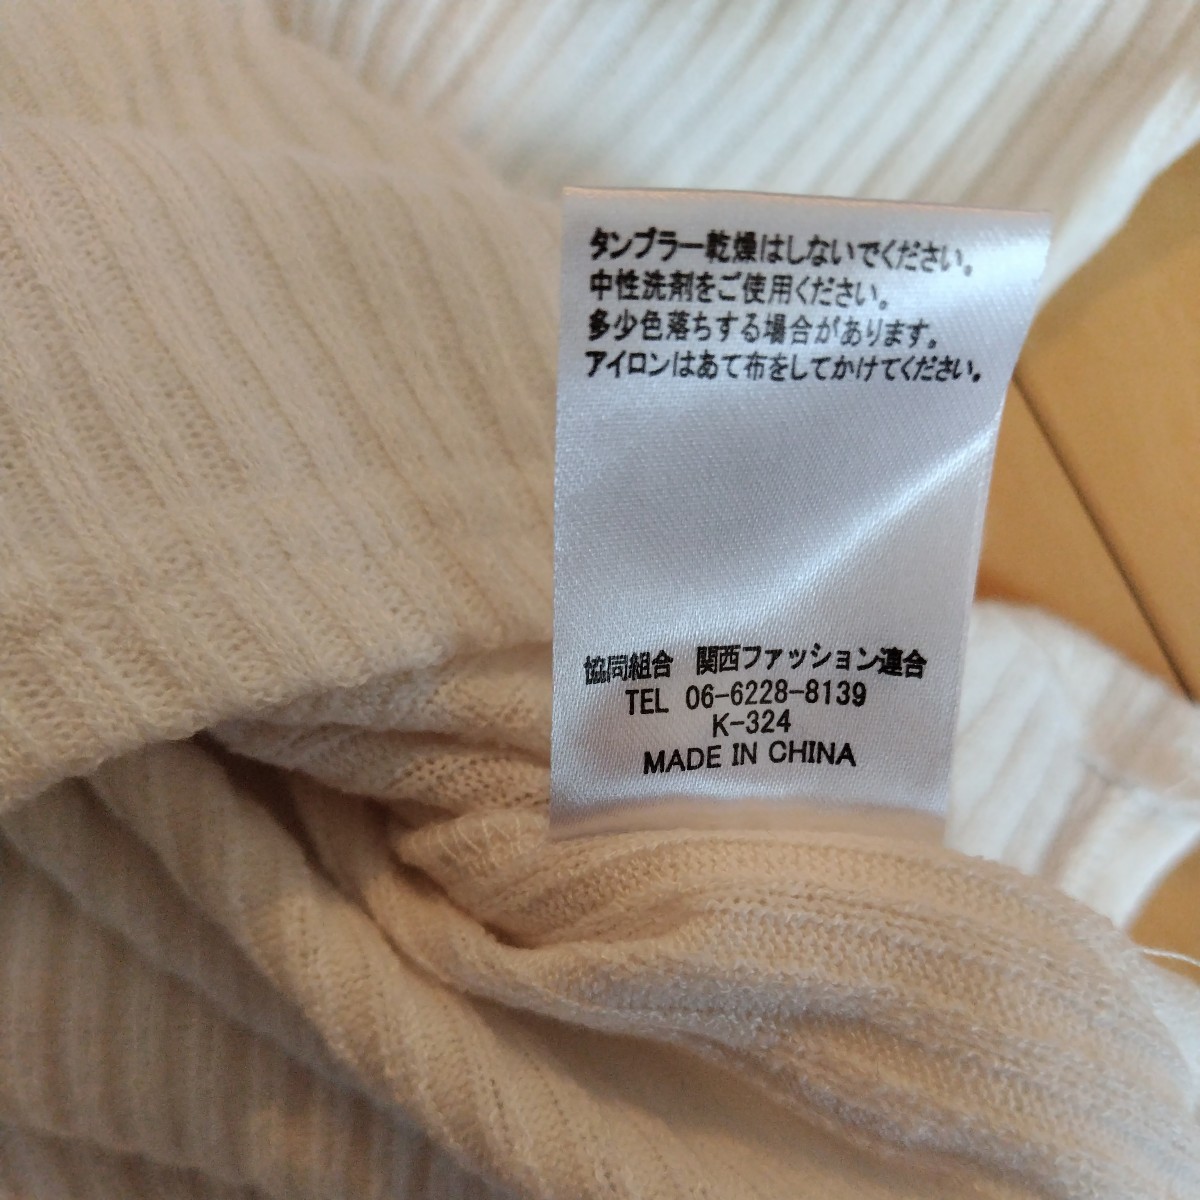 タンブラー乾燥はしないでください。
中性洗剤をご使用ください。
多少色落ちする場合があります。
アイロンはあて布をしてかけてください。
協同組合 関西ファッション連合
TEL 06-6228-8139
K-324
MADE IN CHINA